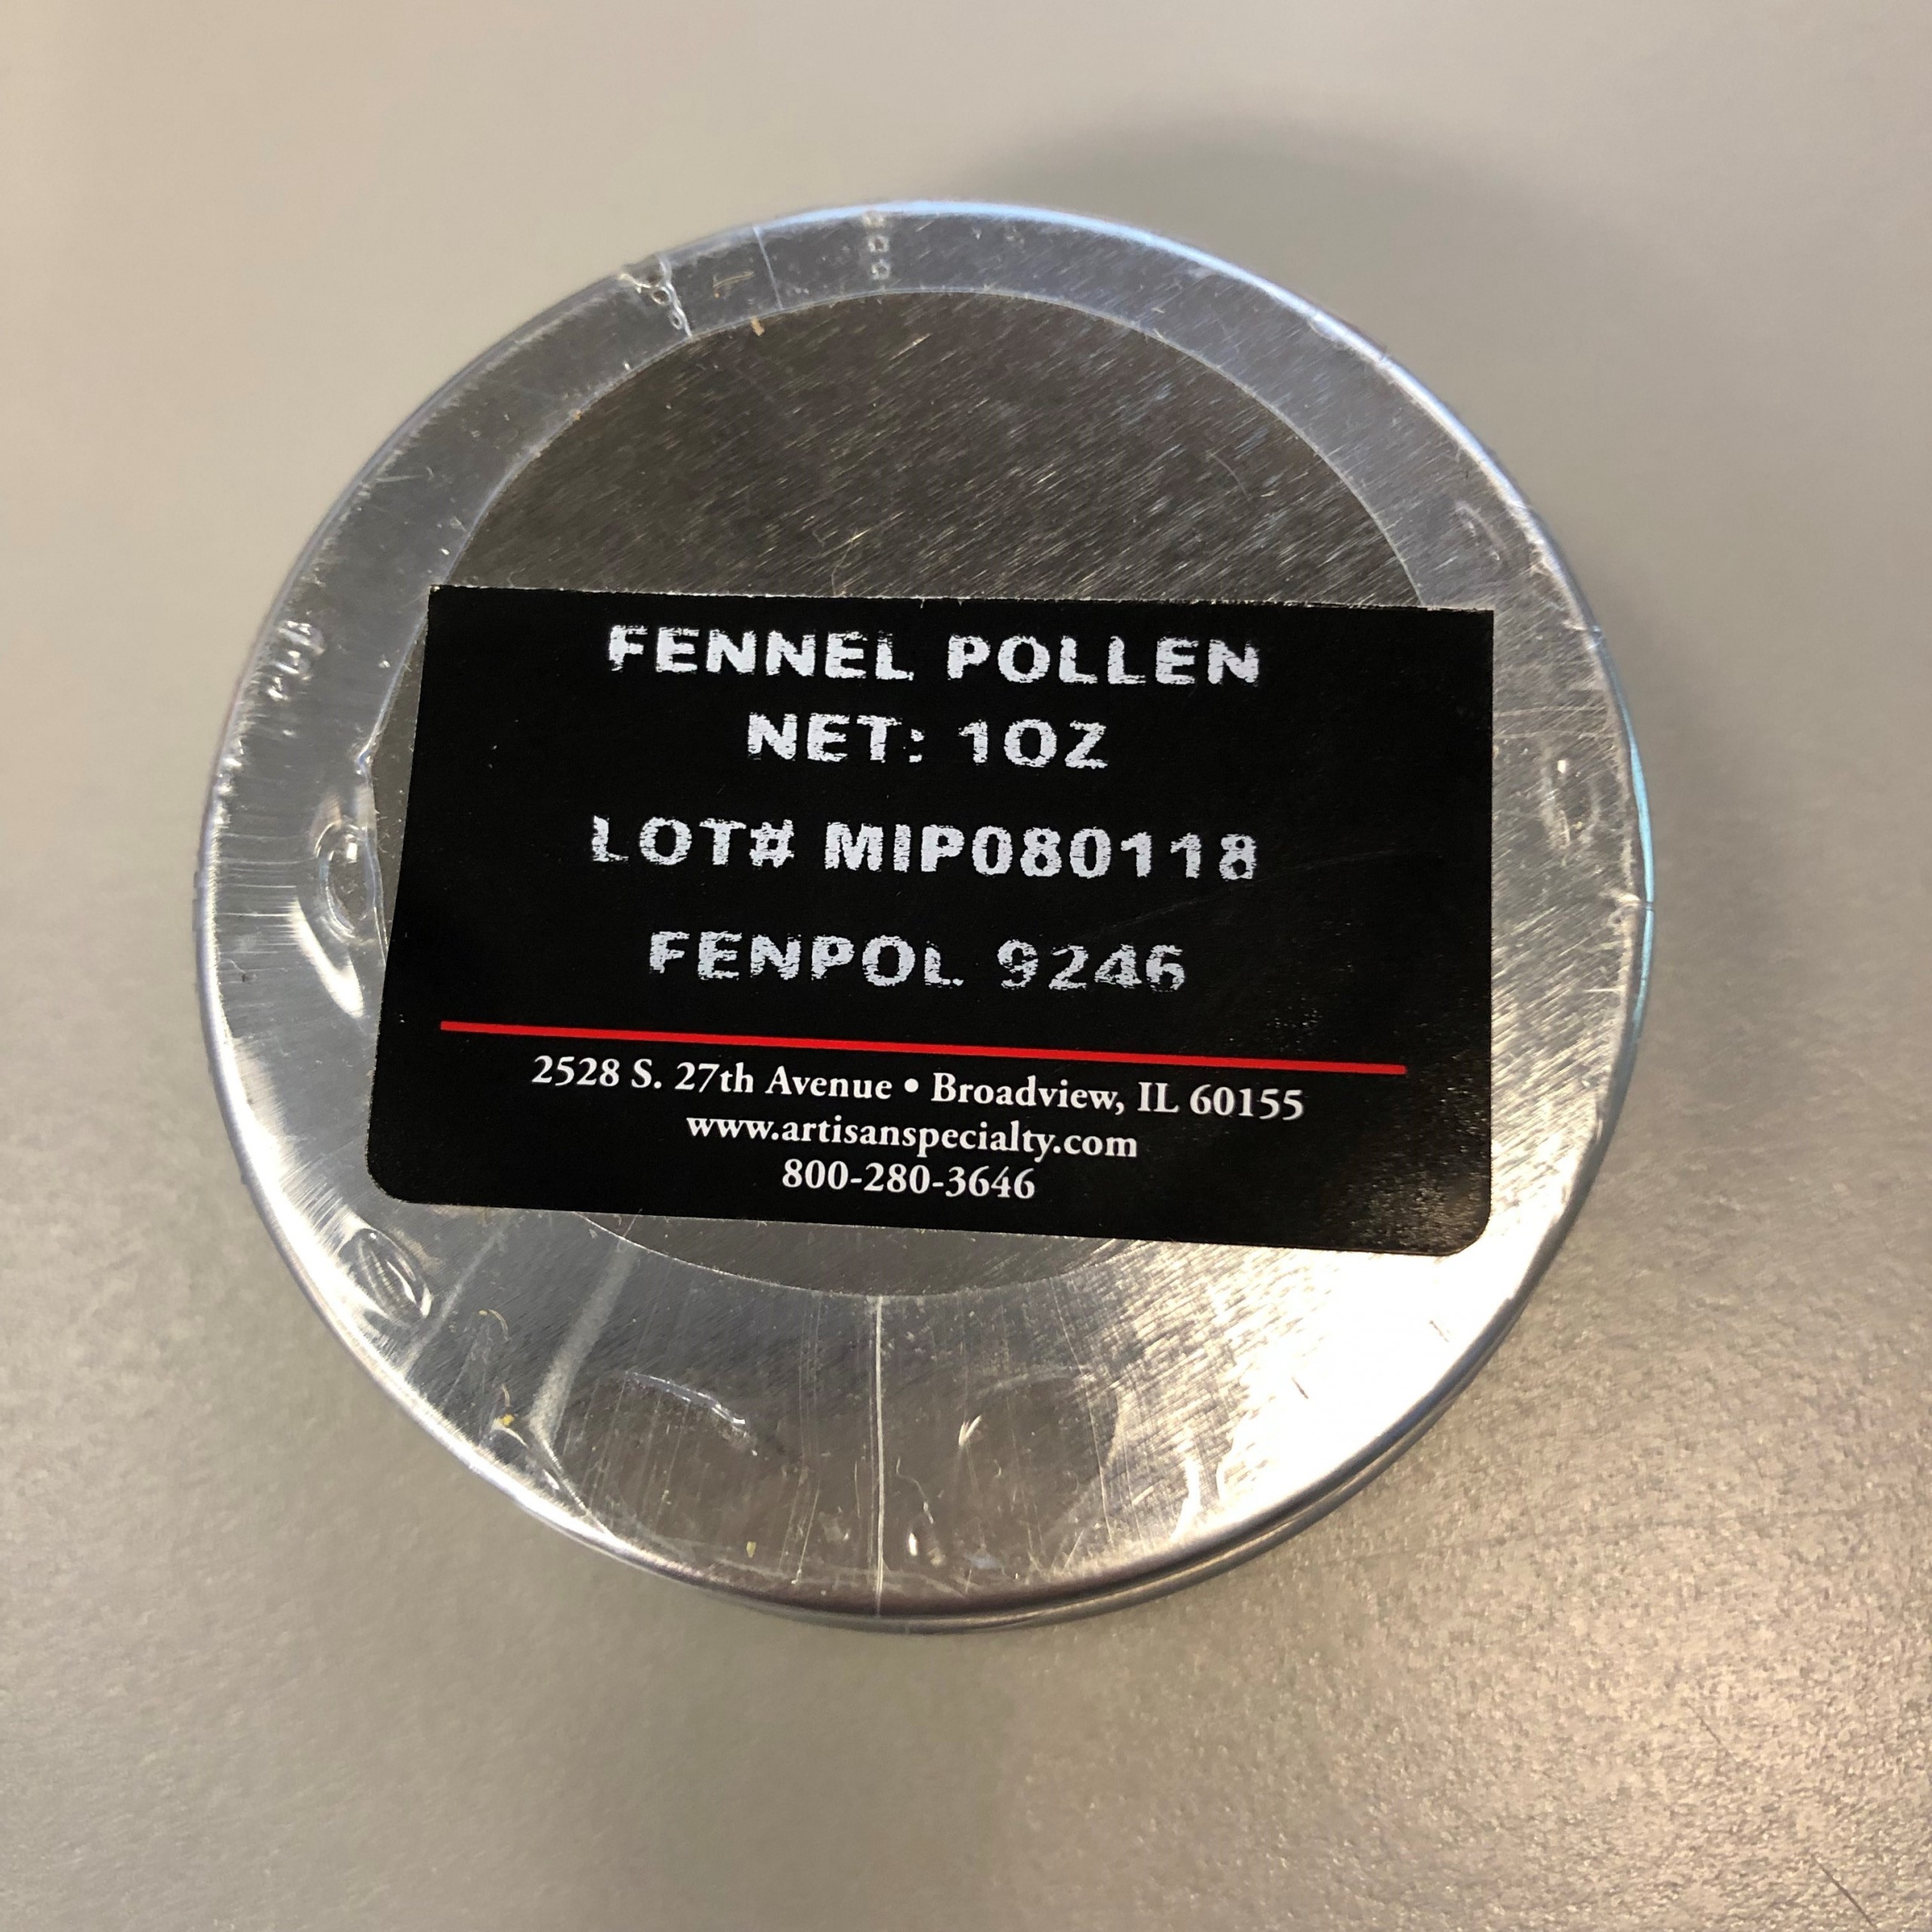 FENNEL POLLEN
NET: 1OZ
LOT# MIP080118
FENPOL 9246
2528 S. 27th Avenue • Broadview, IL 60155
www.artisanspecialty.com
800-280-3646